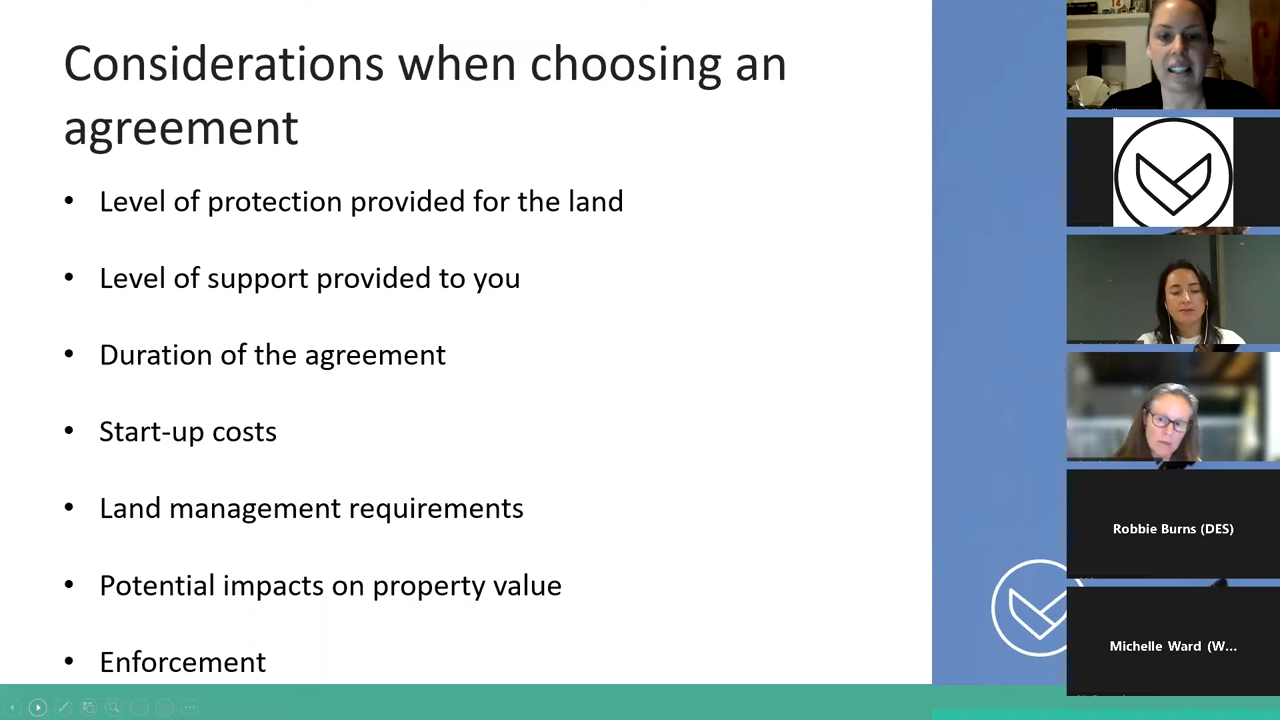 Considerations when choosing an
agreement
• Level of protection provided for the land
• Level of support provided to you
• Duration of the agreement
• Start-up costs
• Land management requirements
• Potential impacts on property value
• Enforcement
Robbie Burns (DES)
Michelle Ward (W...